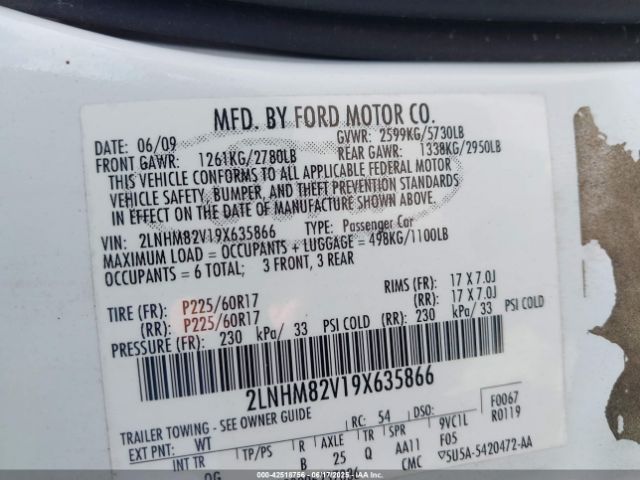 MFD. BY FORD MOTOR CO.
DATE: 06/09 GVWR: 2599KG/5730LB
FRONT GAWR: 1261KG/2780LB REAR GAWR: 1338KG/2950LB
THIS VEHICLE CONFORMS TO ALL APPLICABLE FEDERAL MOTOR
VEHICLE SAFETY, BUMPER, AND THEFT PREVENTION STANDARDS
IN EFFECT ON THE DATE OF MANUFACTURE SHOWN ABOVE.
VIN: 2LNHM82V19X635866 TYPE: Passenger Car
MAXIMUM LOAD = OCCUPANTS + LUGGAGE = 498KG/1100LB
OCCUPANTS = 6 TOTAL; 3 FRONT, 3 REAR
TIRE (FR): P225/60R17 RIMS (FR): 17 X 7.0J
(RR): P225/60R17 (RR): 17 X 7.0J
PRESSURE (FR): 230 kPa/ 33 PSI COLD (RR): 230 kPa/ 33 PSI COLD
2LNHM82V19X635866
TRAILER TOWING - SEE OWNER GUIDE RC: 54 DSO: F0067
EXT PNT: WT R AXLE TR SPR 9VC1L R0119
INT TR TP/PS B 25 Q AA11 F05
CMC 5U5A-5420472-AA
000-42518756 - 06/17/2025 - IAAI.COM